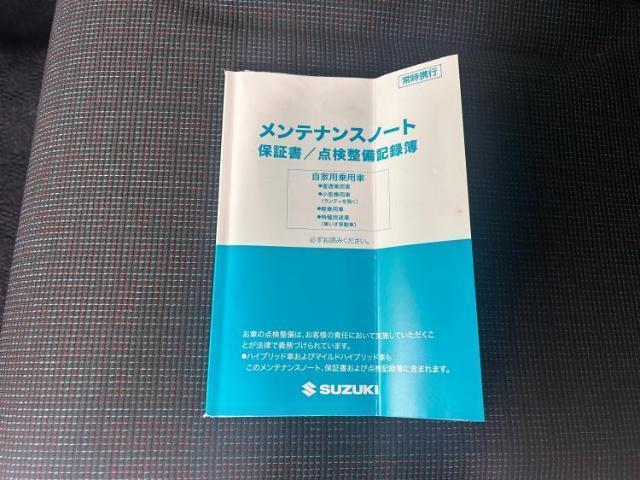 常時携行
メンテナンスノート
保証書／点検整備記録簿
自家用乗用車
●普通乗用車
●小型乗用車
(ランディを除く)
●軽乗用車
●特種用途車
(車いす移動車)
必ずお読みください。
お車の点検整備は、お客様の責任において実施していただくこ
とが法律で義務づけられています。
●ハイブリッド車およびマイルドハイブリッド車も
このメンテナンスノート、保証書および点検記録簿に含まれます。
SUZUKI